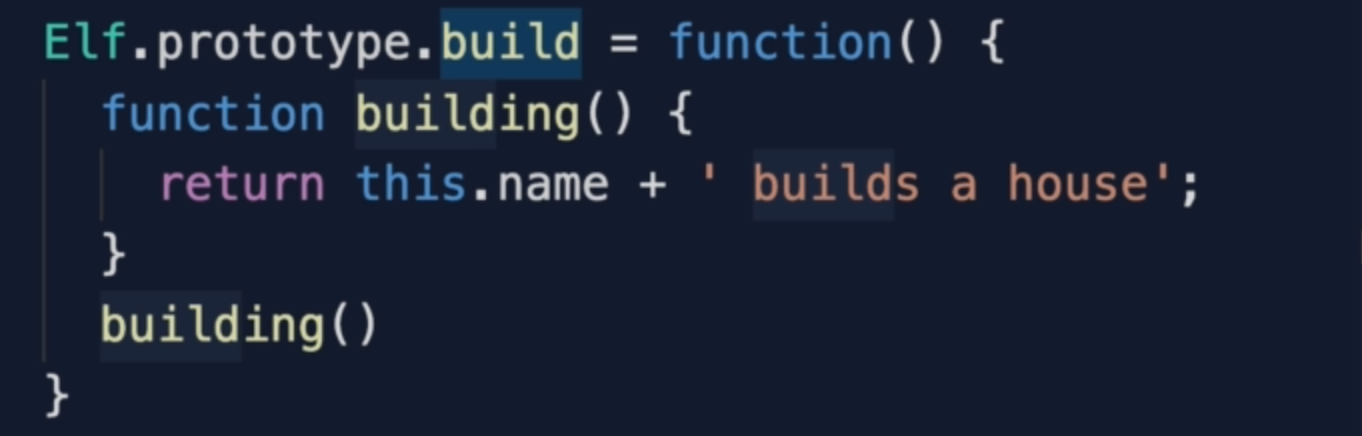 Elf.prototype.build = function() {
function building() {
return this.name + ' builds a house';
}
building()
}